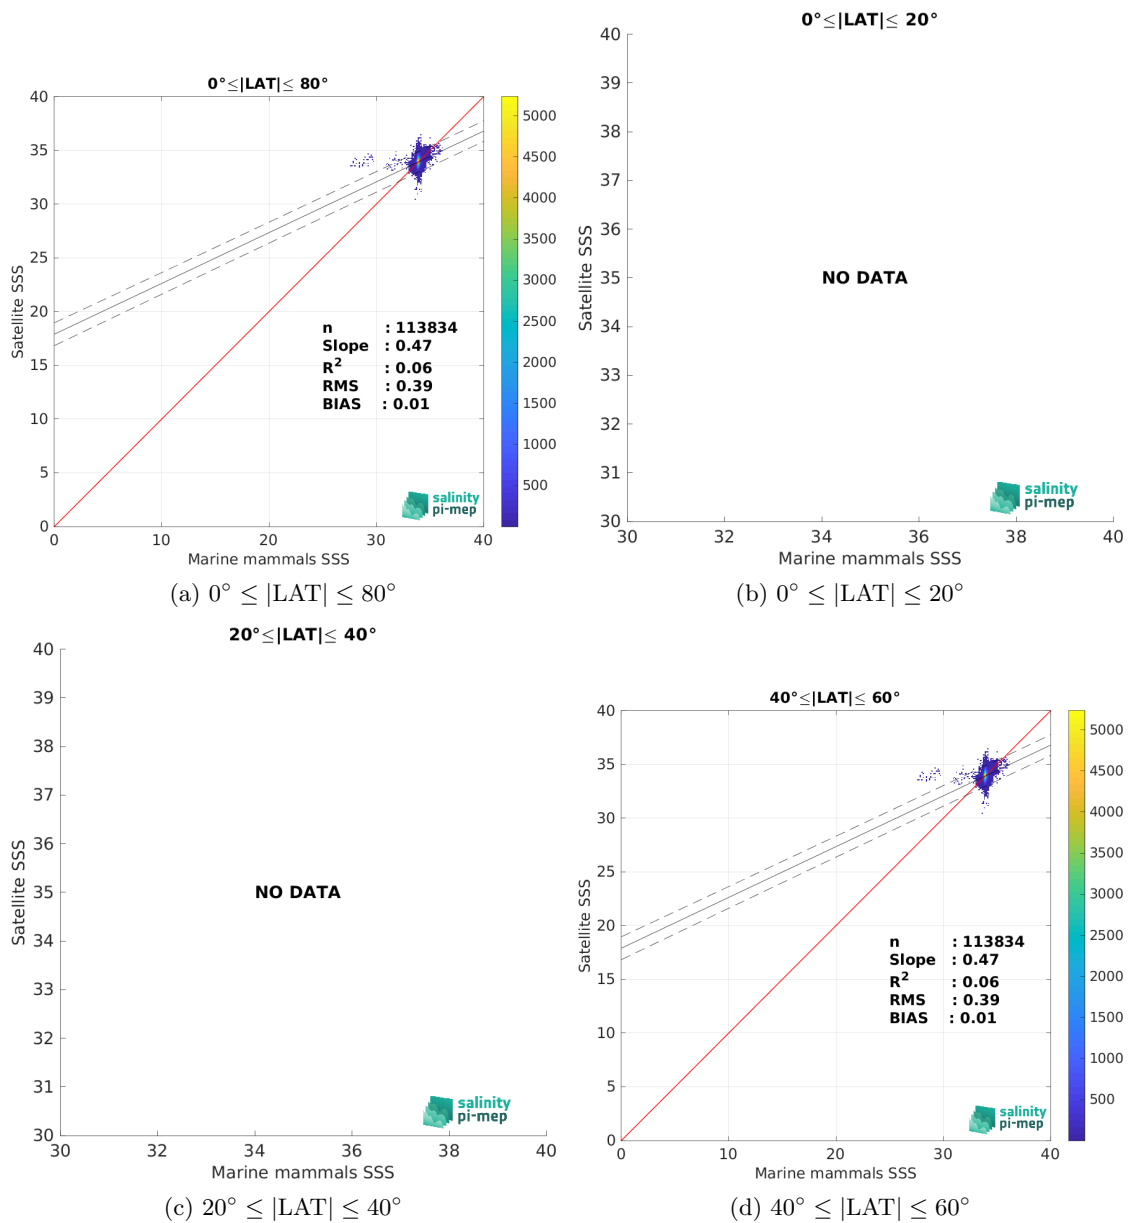 0°≤|LAT|≤ 80°
40
35
30
25
20
15
10
5
0
Satellite SSS
n : 113834
Slope : 0.47
R² : 0.06
RMS : 0.39
BIAS : 0.01
salinity
pi-mep
0 10 20 30 40
Marine mammals SSS
5000
4500
4000
3500
3000
2500
2000
1500
1000
500
(a) 0° ≤ |LAT| ≤ 80°
0°≤|LAT|≤ 20°
40
39
38
37
36
35
34
33
32
31
30
Satellite SSS
NO DATA
salinity
pi-mep
30 32 34 36 38 40
Marine mammals SSS
(b) 0° ≤ |LAT| ≤ 20°
20°≤|LAT|≤ 40°
40
39
38
37
36
35
34
33
32
31
30
Satellite SSS
NO DATA
salinity
pi-mep
30 32 34 36 38 40
Marine mammals SSS
(c) 20° ≤ |LAT| ≤ 40°
40°≤|LAT|≤ 60°
40
35
30
25
20
15
10
5
0
Satellite SSS
n : 113834
Slope : 0.47
R² : 0.06
RMS : 0.39
BIAS : 0.01
salinity
pi-mep
0 10 20 30 40
Marine mammals SSS
5000
4500
4000
3500
3000
2500
2000
1500
1000
500
(d) 40° ≤ |LAT| ≤ 60°